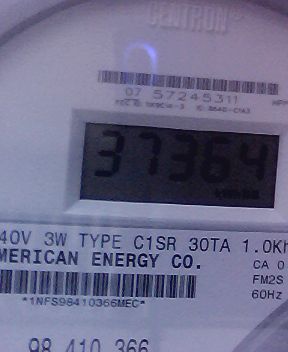 CENTRON®
07 57245311
37364
40V 3W TYPE C1SR 30TA 1.0Kh
MERICAN ENERGY CO.
CA 0
FM2S
60Hz
*1NFS98410366MEC*
98 410 366